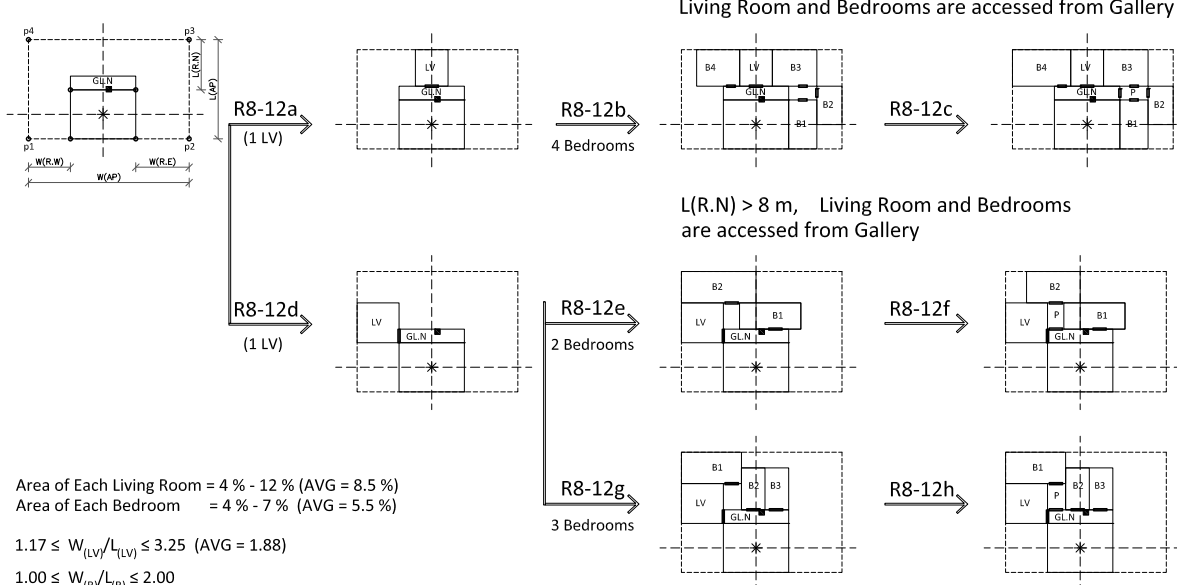 Living Room and Bedrooms are accessed from Gallery
p4
p3
GL.N
L(R.N)
L(AP)
p1
p2
W(R.W)
W(R.E)
W(AP)
R8-12a
(1 LV)
LV
GL.N
R8-12b
4 Bedrooms
B4
LV
B3
GL.N
B2
B1
R8-12c
B4
LV
B3
GL.N
P
B2
B1
L(R.N) > 8 m, Living Room and Bedrooms
are accessed from Gallery
R8-12d
(1 LV)
LV
GL.N
R8-12e
2 Bedrooms
B2
LV
B1
GL.N
R8-12f
B2
LV
P
B1
GL.N
R8-12g
3 Bedrooms
B1
LV
B2
B3
GL.N
R8-12h
B1
LV
P
B2
B3
GL.N
Area of Each Living Room = 4 % - 12 % (AVG = 8.5 %)
Area of Each Bedroom = 4 % - 7 % (AVG = 5.5 %)
1.17 ≤ W(LV)/L(LV) ≤ 3.25 (AVG = 1.88)
1.00 ≤ W(B)/L(B) ≤ 2.00